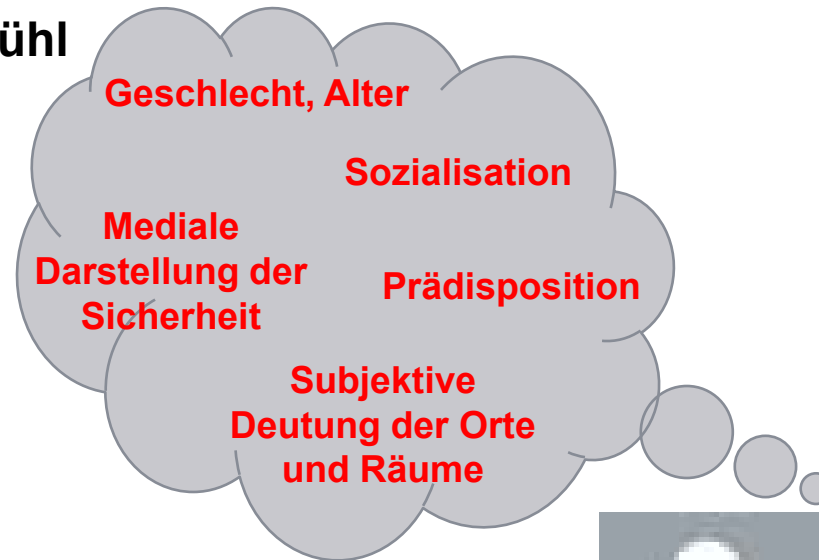 ühl
Geschlecht, Alter
Sozialisation
Mediale
Darstellung der
Sicherheit
Prädisposition
Subjektive
Deutung der Orte
und Räume